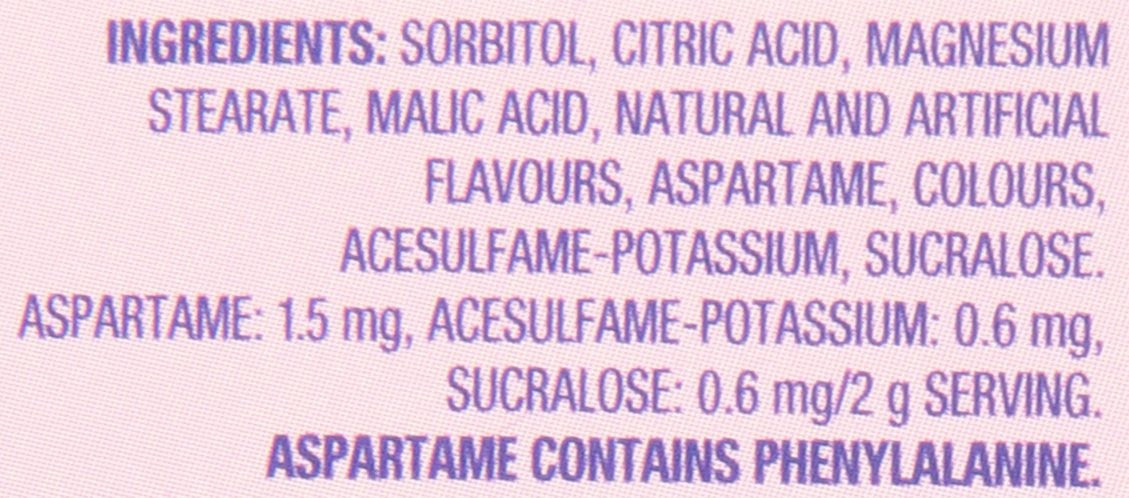 INGREDIENTS: SORBITOL, CITRIC ACID, MAGNESIUM
STEARATE, MALIC ACID, NATURAL AND ARTIFICIAL
FLAVOURS, ASPARTAME, COLOURS,
ACESULFAME-POTASSIUM, SUCRALOSE.
ASPARTAME: 1.5 mg, ACESULFAME-POTASSIUM: 0.6 mg,
SUCRALOSE: 0.6 mg/2 g SERVING.
ASPARTAME CONTAINS PHENYLALANINE.